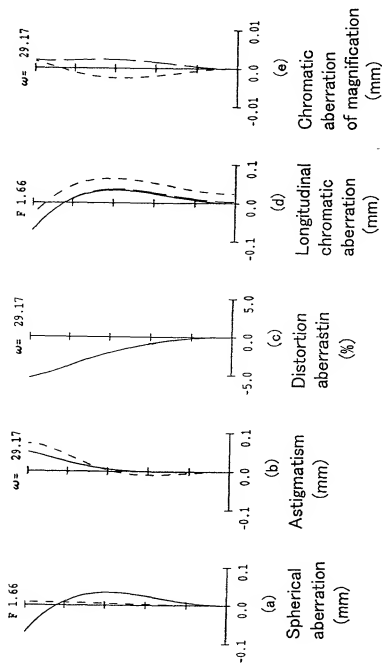 F 1.66
-0.1 0.0 0.1
(a)
Spherical
aberration
(mm)
ω= 29.17
-0.1 0.0 0.1
(b)
Astigmatism
(mm)
ω= 29.17
-5.0 0.0 5.0
(c)
Distortion
aberrastin
(%)
F 1.66
-0.1 0.0 0.1
(d)
Longitudinal
chromatic
aberration
(mm)
ω= 29.17
-0.01 0.0 0.01
(e)
Chromatic
aberration
of magnification
(mm)